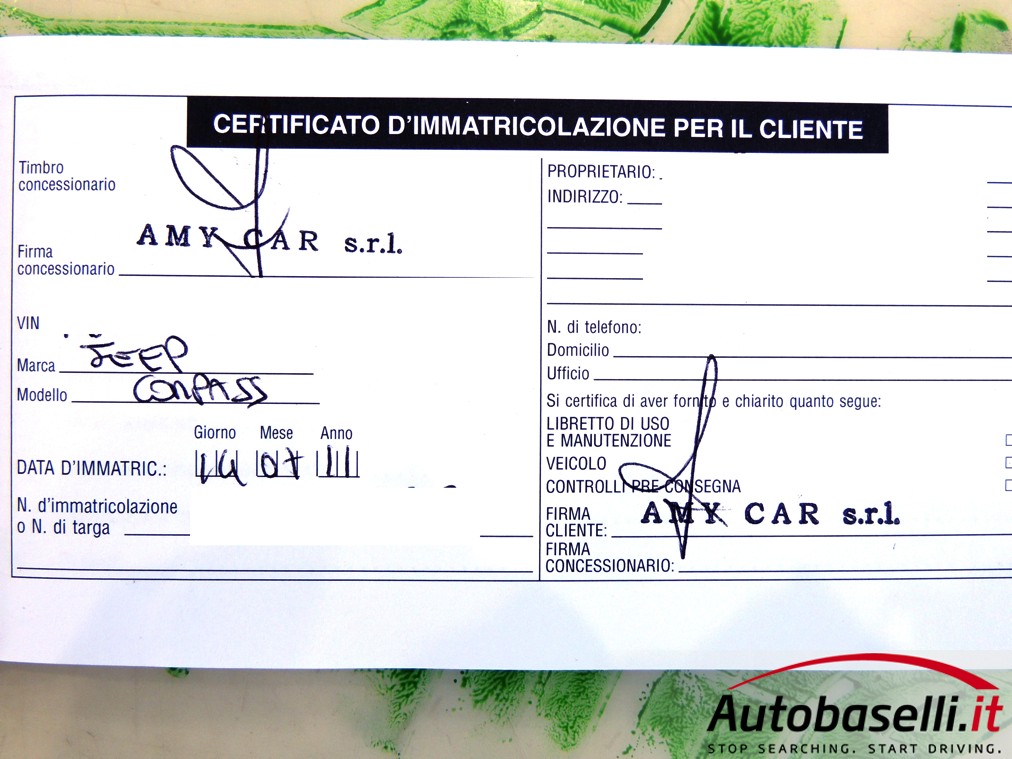 CERTIFICATO D'IMMATRICOLAZIONE PER IL CLIENTE
Timbro
concessionario
AMY CAR s.r.l.
Firma
concessionario
VIN
Marca JEEP
Modello COMPASS
Giorno Mese Anno
DATA D'IMMATRIC.: 14 07 11
N. d'immatricolazione
o N. di targa
PROPRIETARIO:
INDIRIZZO:
N. di telefono:
Domicilio
Ufficio
Si certifica di aver fornito e chiarito quanto segue:
LIBRETTO DI USO
E MANUTENZIONE
VEICOLO
CONTROLLI PRE-CONSEGNA
FIRMA
CLIENTE: AMY CAR s.r.l.
FIRMA
CONCESSIONARIO:
Autobaselli.it
STOP SEARCHING. START DRIVING.